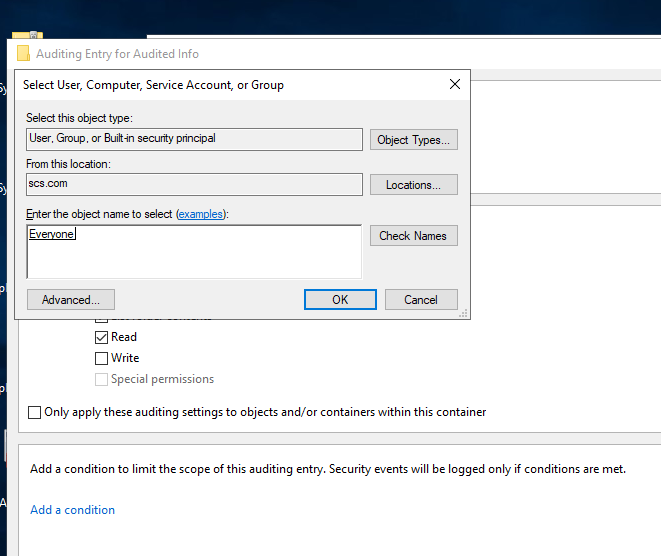 Auditing Entry for Audited Info
Select User, Computer, Service Account, or Group
Select this object type:
User, Group, or Built-in security principal
Object Types...
From this location:
scs.com
Locations...
Enter the object name to select (examples):
Everyone
Check Names
Advanced...
OK
Cancel
Read
Write
Special permissions
Only apply these auditing settings to objects and/or containers within this container
Add a condition to limit the scope of this auditing entry. Security events will be logged only if conditions are met.
Add a condition